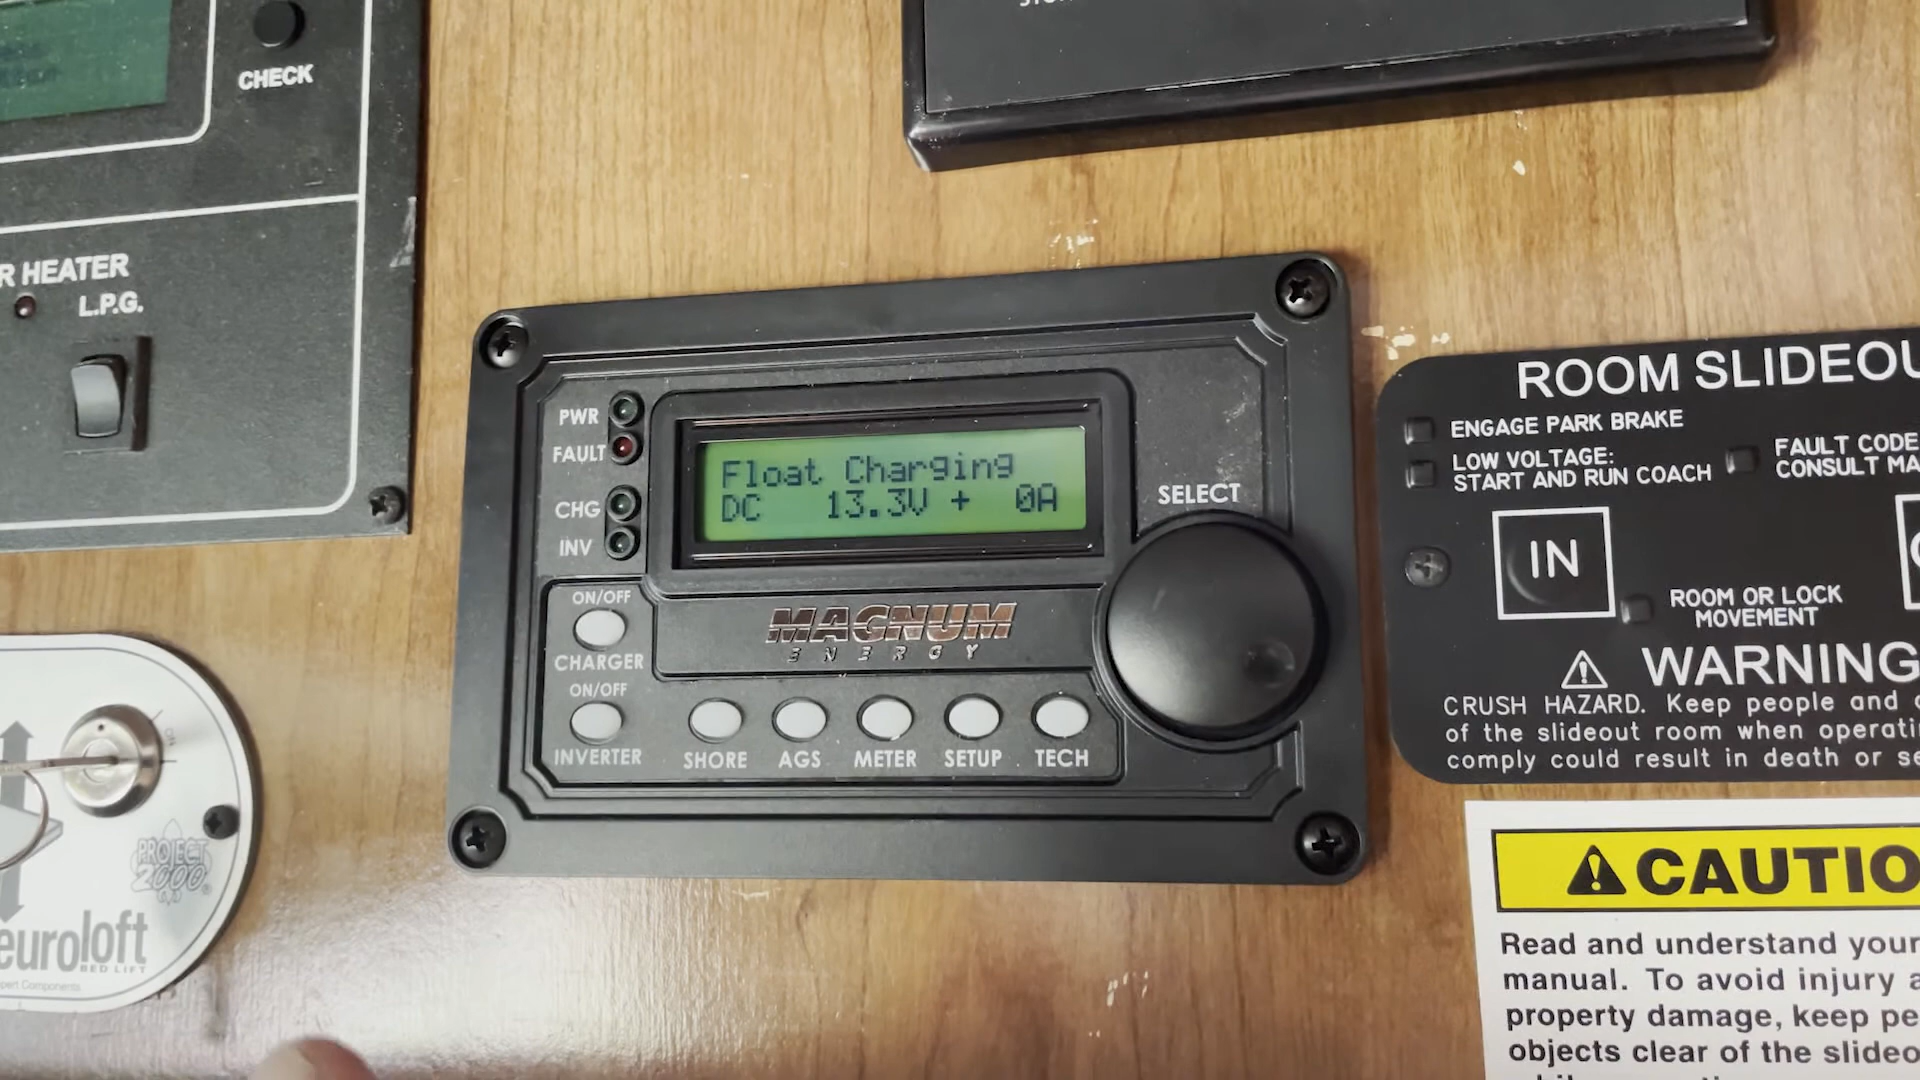 CHECK
R HEATER
L.P.G.
PWR
FAULT
CHG
INV
Float Charging
DC 13.3V + 0A
SELECT
ON/OFF
CHARGER
ON/OFF
INVERTER
MAGNUM
ENERGY
SHORE
AGS
METER
SETUP
TECH
ROOM SLIDEOU
ENGAGE PARK BRAKE
LOW VOLTAGE:
START AND RUN COACH
FAULT CODE
CONSULT MA
IN
ROOM OR LOCK
MOVEMENT
WARNING
CRUSH HAZARD. Keep people and
of the slideout room when operati
comply could result in death or se
CAUTIO
Read and understand your
manual. To avoid injury a
property damage, keep pe
objects clear of the slideo
ON
PROJECT
2000®
euroloft
BED LIFT
Components